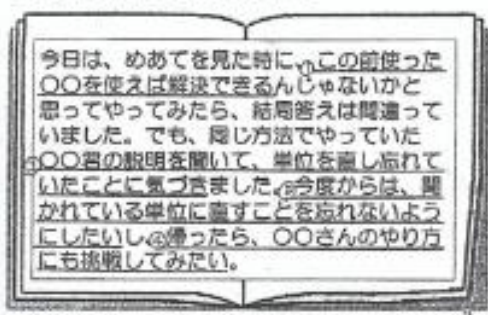 今日は、めあてを見た時に、①この前使った
〇〇を使えば解決できるんじゃないかと
思ってやってみたら、結局答えは間違って
いました。でも、同じ方法でやっていた
②〇〇君の説明を聞いて、単位を直し忘れて
いたことに気づきました。③今度からは、聞
かれている単位に直すことを忘れないよう
にしたいし④帰ったら、〇〇さんのやり方
にも挑戦してみたい。